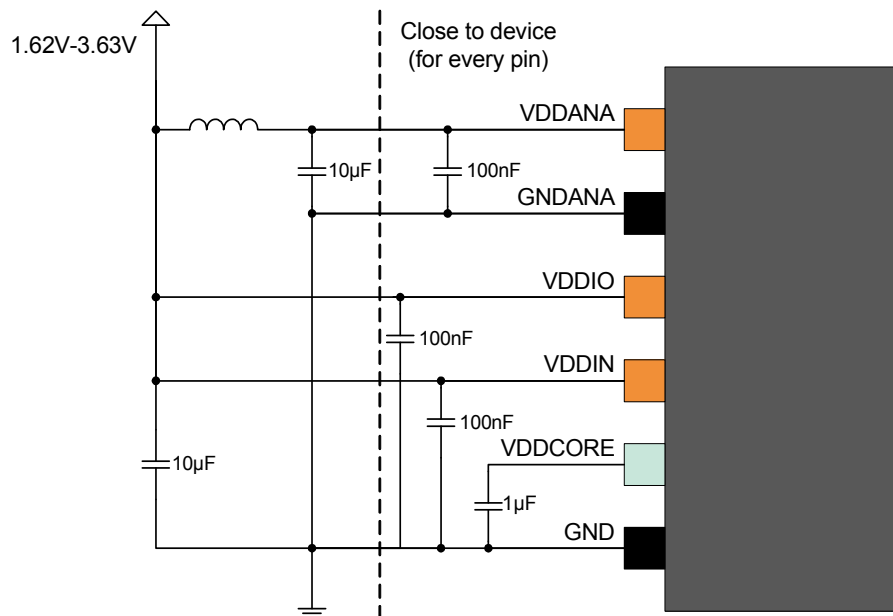 1.62V-3.63V
Close to device
(for every pin)
VDDANA
10µF
100nF
GNDANA
VDDIO
100nF
VDDIN
100nF
VDDCORE
10µF
1µF
GND